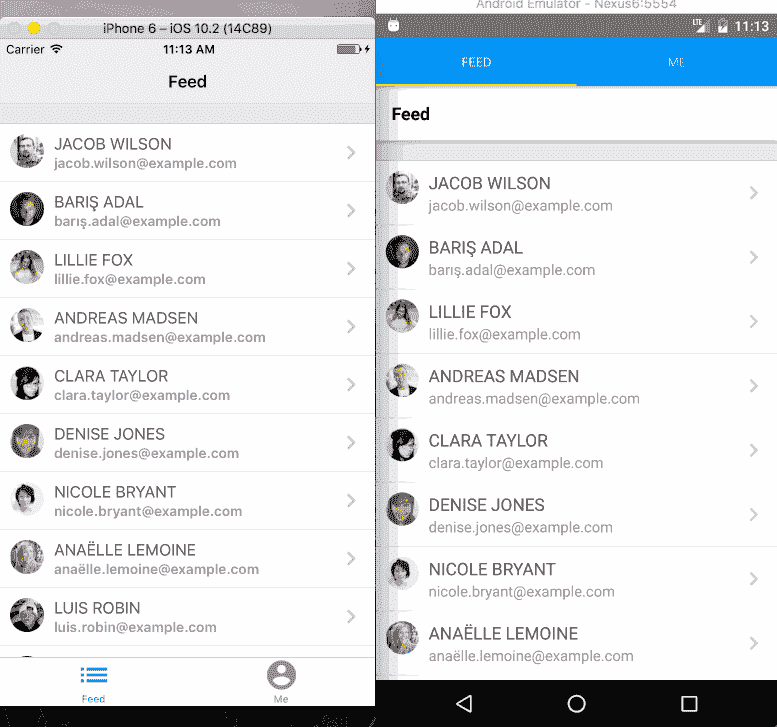 iPhone 6 – iOS 10.2 (14C89)
Carrier
11:13 AM
Feed
JACOB WILSON
jacob.wilson@example.com
BARIŞ ADAL
barış.adal@example.com
LILLIE FOX
lillie.fox@example.com
ANDREAS MADSEN
andreas.madsen@example.com
CLARA TAYLOR
clara.taylor@example.com
DENISE JONES
denise.jones@example.com
NICOLE BRYANT
nicole.bryant@example.com
ANAËLLE LEMOINE
anaëlle.lemoine@example.com
LUIS ROBIN
luis.robin@example.com
Feed
Me
Android Emulator - Nexus6:5554
LTE
11:13
FEED
ME
Feed
JACOB WILSON
jacob.wilson@example.com
BARIŞ ADAL
barış.adal@example.com
LILLIE FOX
lillie.fox@example.com
ANDREAS MADSEN
andreas.madsen@example.com
CLARA TAYLOR
clara.taylor@example.com
DENISE JONES
denise.jones@example.com
NICOLE BRYANT
nicole.bryant@example.com
ANAËLLE LEMOINE
anaëlle.lemoine@example.com